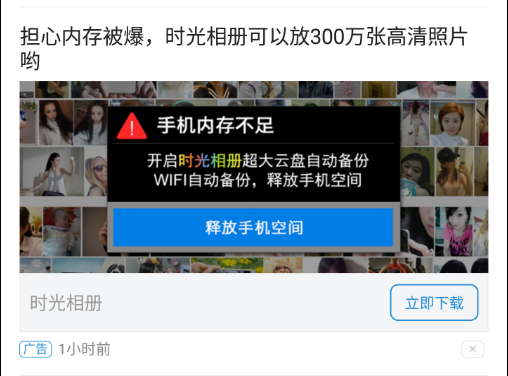 担心内存被爆，时光相册可以放300万张高清照片
哟
手机内存不足
开启时光相册超大云盘自动备份
WIFI自动备份，释放手机空间
释放手机空间
时光相册
立即下载
广告 1小时前